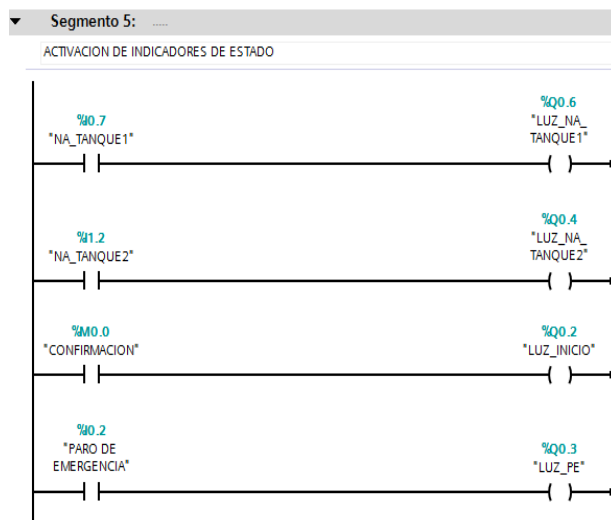 Segmento 5: .....
ACTIVACION DE INDICADORES DE ESTADO
%I0.7
"NA_TANQUE1"
%Q0.6
"LUZ_NA_
TANQUE1"
%I1.2
"NA_TANQUE2"
%Q0.4
"LUZ_NA_
TANQUE2"
%M0.0
"CONFIRMACION"
%Q0.2
"LUZ_INICIO"
%I0.2
"PARO DE
EMERGENCIA"
%Q0.3
"LUZ_PE"